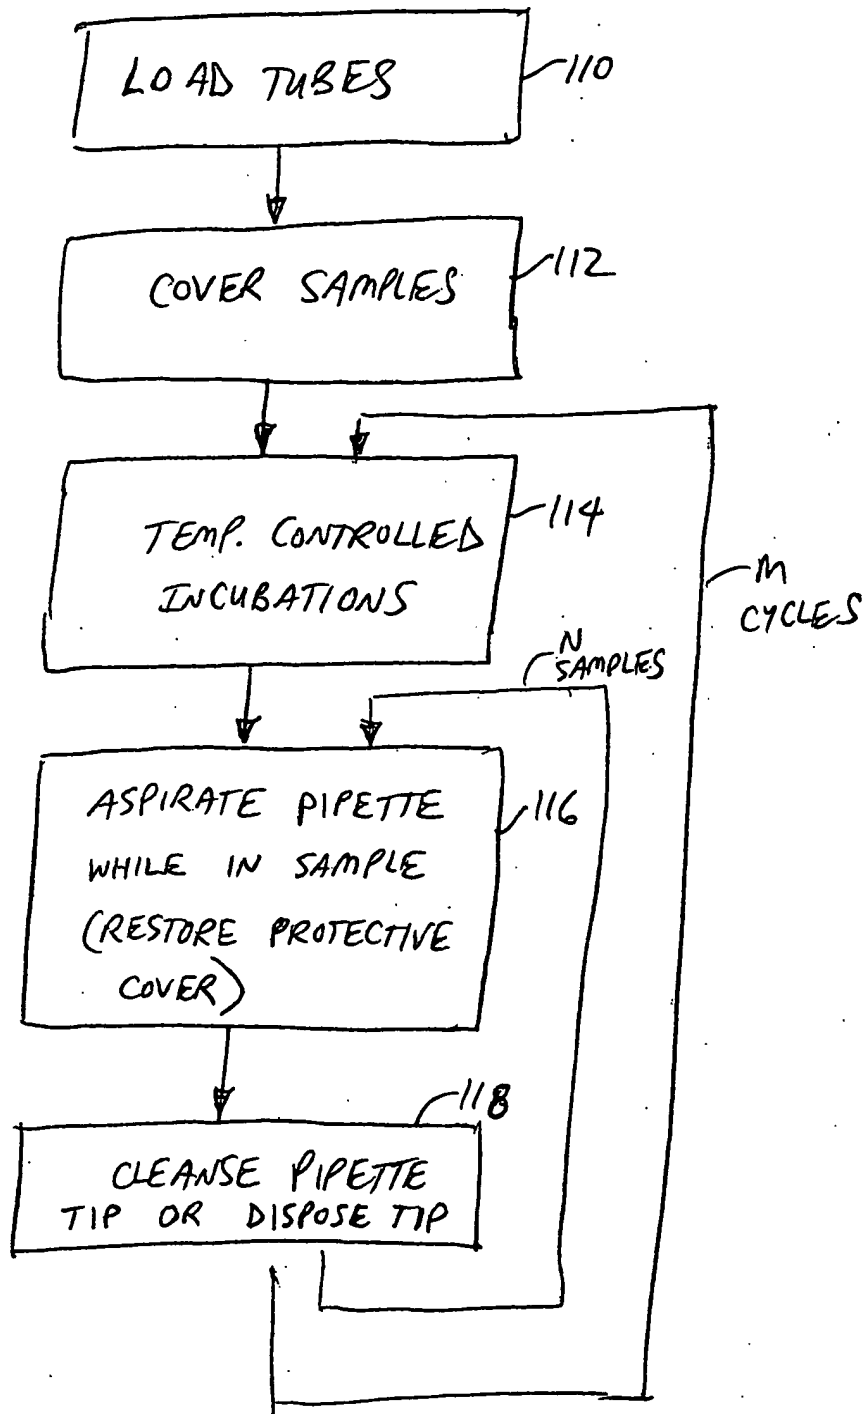 LOAD TUBES
110
COVER SAMPLES
112
TEMP. CONTROLLED
INCUBATIONS
114
M
CYCLES
N
SAMPLES
ASPIRATE PIPETTE
WHILE IN SAMPLE
(RESTORE PROTECTIVE
COVER)
116
118
CLEANSE PIPETTE
TIP OR DISPOSE TIP